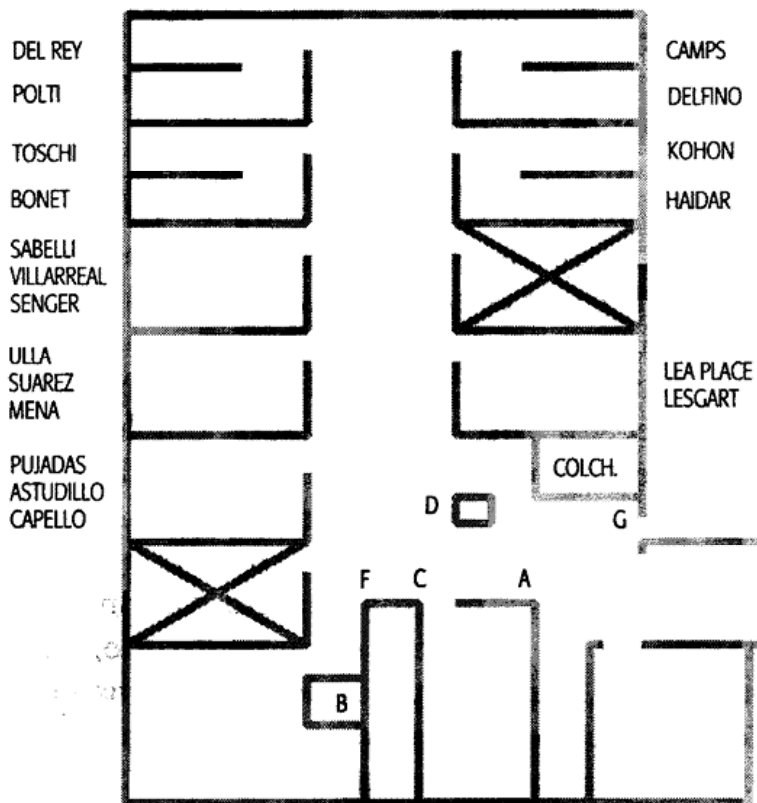 DEL REY
POLTI
TOSCHI
BONET
SABELLI
VILLARREAL
SENGER
ULLA
SUAREZ
MENA
PUJADAS
ASTUDILLO
CAPELLO
CAMPS
DELFINO
KOHON
HAIDAR
LEA PLACE
LESGART
COLCH.
D
G
F
C
A
B